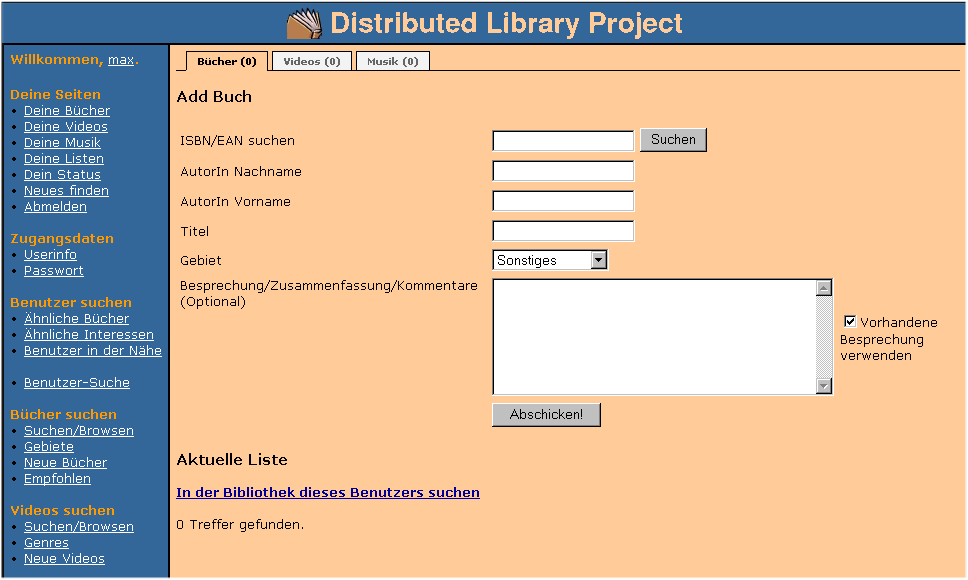 Distributed Library Project
Willkommen, max.
Deine Seiten
• Deine Bücher
• Deine Videos
• Deine Musik
• Deine Listen
• Dein Status
• Neues finden
• Abmelden
Zugangsdaten
• Userinfo
• Passwort
Benutzer suchen
• Ähnliche Bücher
• Ähnliche Interessen
• Benutzer in der Nähe
• Benutzer-Suche
Bücher suchen
• Suchen/Browsen
• Gebiete
• Neue Bücher
• Empfohlen
Videos suchen
• Suchen/Browsen
• Genres
• Neue Videos
Bücher (0) Videos (0) Musik (0)
Add Buch
ISBN/EAN suchen Suchen
AutorIn Nachname
AutorIn Vorname
Titel
Gebiet Sonstiges
Besprechung/Zusammenfassung/Kommentare
(Optional)
Vorhandene
Besprechung
verwenden
Abschicken!
Aktuelle Liste
In der Bibliothek dieses Benutzers suchen
0 Treffer gefunden.